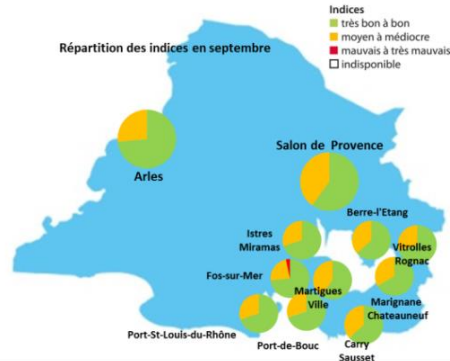 Indices
très bon à bon
moyen à médiocre
mauvais à très mauvais
indisponible
Répartition des indices en septembre
Arles
Salon de Provence
Berre-l'Etang
Istres
Miramas
Vitrolles
Rognac
Fos-sur-Mer
Martigues
Ville
Marignane
Chateauneuf
Port-St-Louis-du-Rhône
Port-de-Bouc
Carry
Sausset